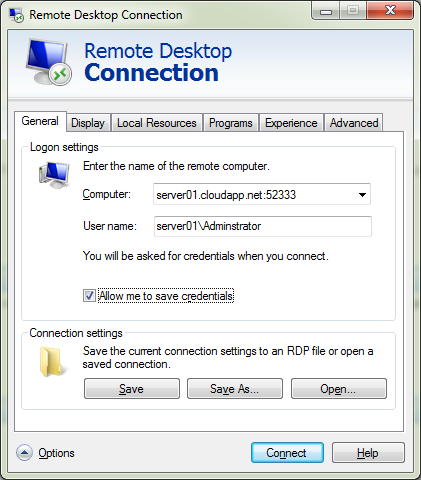 Remote Desktop Connection
Remote Desktop
Connection
General Display Local Resources Programs Experience Advanced
Logon settings
Enter the name of the remote computer.
Computer: server01.cloudapp.net:52333
User name: server01\Adminstrator
You will be asked for credentials when you connect.
Allow me to save credentials
Connection settings
Save the current connection settings to an RDP file or open a
saved connection.
Save Save As... Open...
Options Connect Help